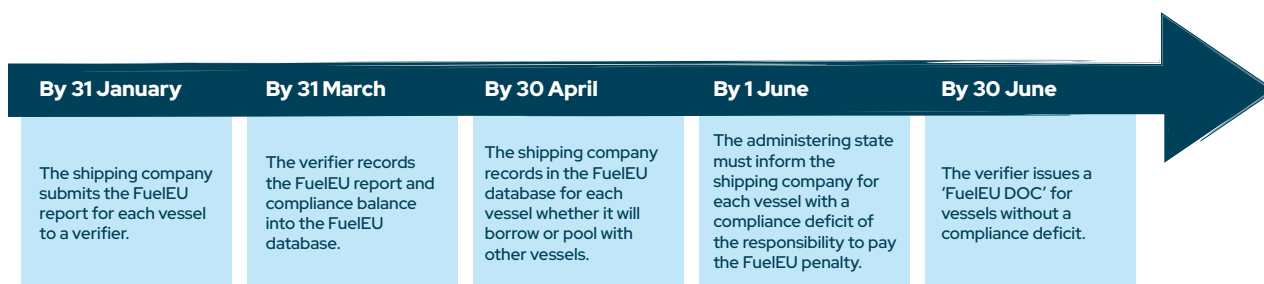 By 31 January
The shipping company
submits the FuelEU
report for each vessel
to a verifier.
By 31 March
The verifier records
the FuelEU report and
compliance balance
into the FuelEU
database.
By 30 April
The shipping company
records in the FuelEU
database for each
vessel whether it will
borrow or pool with
other vessels.
By 1 June
The administering state
must inform the
shipping company for
each vessel with a
compliance deficit of
the responsibility to pay
the FuelEU penalty.
By 30 June
The verifier issues a
‘FuelEU DOC’ for
vessels without a
compliance deficit.